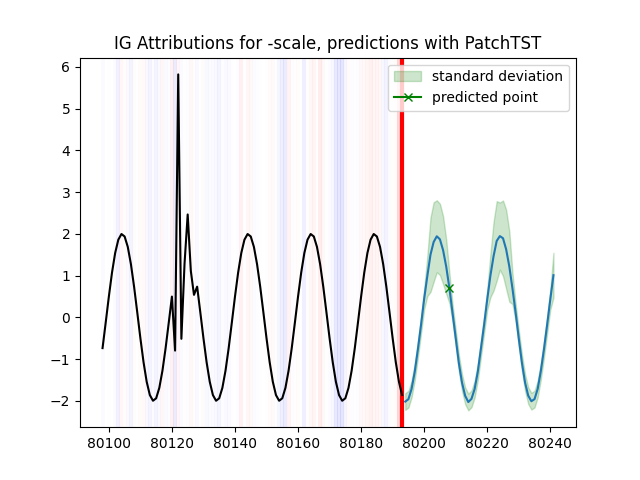 IG Attributions for -scale, predictions with PatchTST
standard deviation
predicted point
6
5
4
3
2
1
0
−1
−2
80100 80120 80140 80160 80180 80200 80220 80240